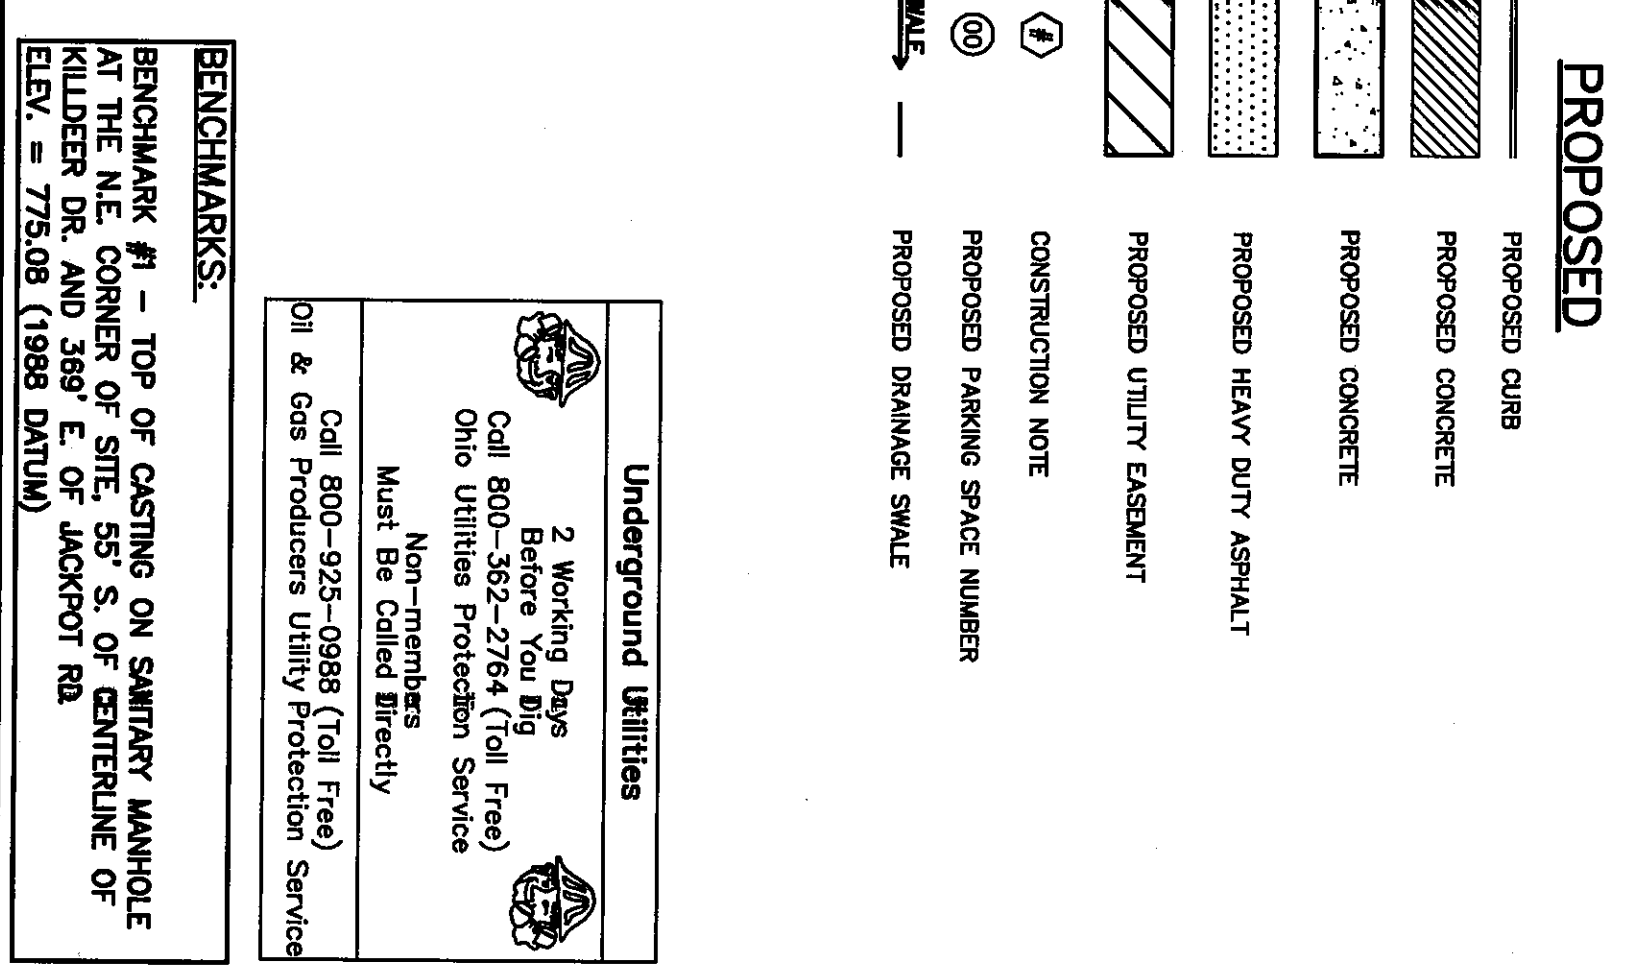 PROPOSED
PROPOSED CURB
PROPOSED CONCRETE
PROPOSED CONCRETE
PROPOSED HEAVY DUTY ASPHALT
PROPOSED UTILITY EASEMENT
# CONSTRUCTION NOTE
00 PROPOSED PARKING SPACE NUMBER
WALE PROPOSED DRAINAGE SWALE
Underground Utilities
2 Working Days
Before You Dig
Call 800-362-2764 (Toll Free)
Ohio Utilities Protection Service
Non-members
Must Be Called Directly
Call 800-925-0988 (Toll Free)
Oil & Gas Producers Utility Protection Service
BENCHMARKS:
BENCHMARK #1 - TOP OF CASTING ON SANITARY MANHOLE
AT THE N.E. CORNER OF SITE, 55' S. OF CENTERLINE OF
KILLDEER DR. AND 369' E. OF JACKPOT RD.
ELEV. = 775.08 (1988 DATUM)